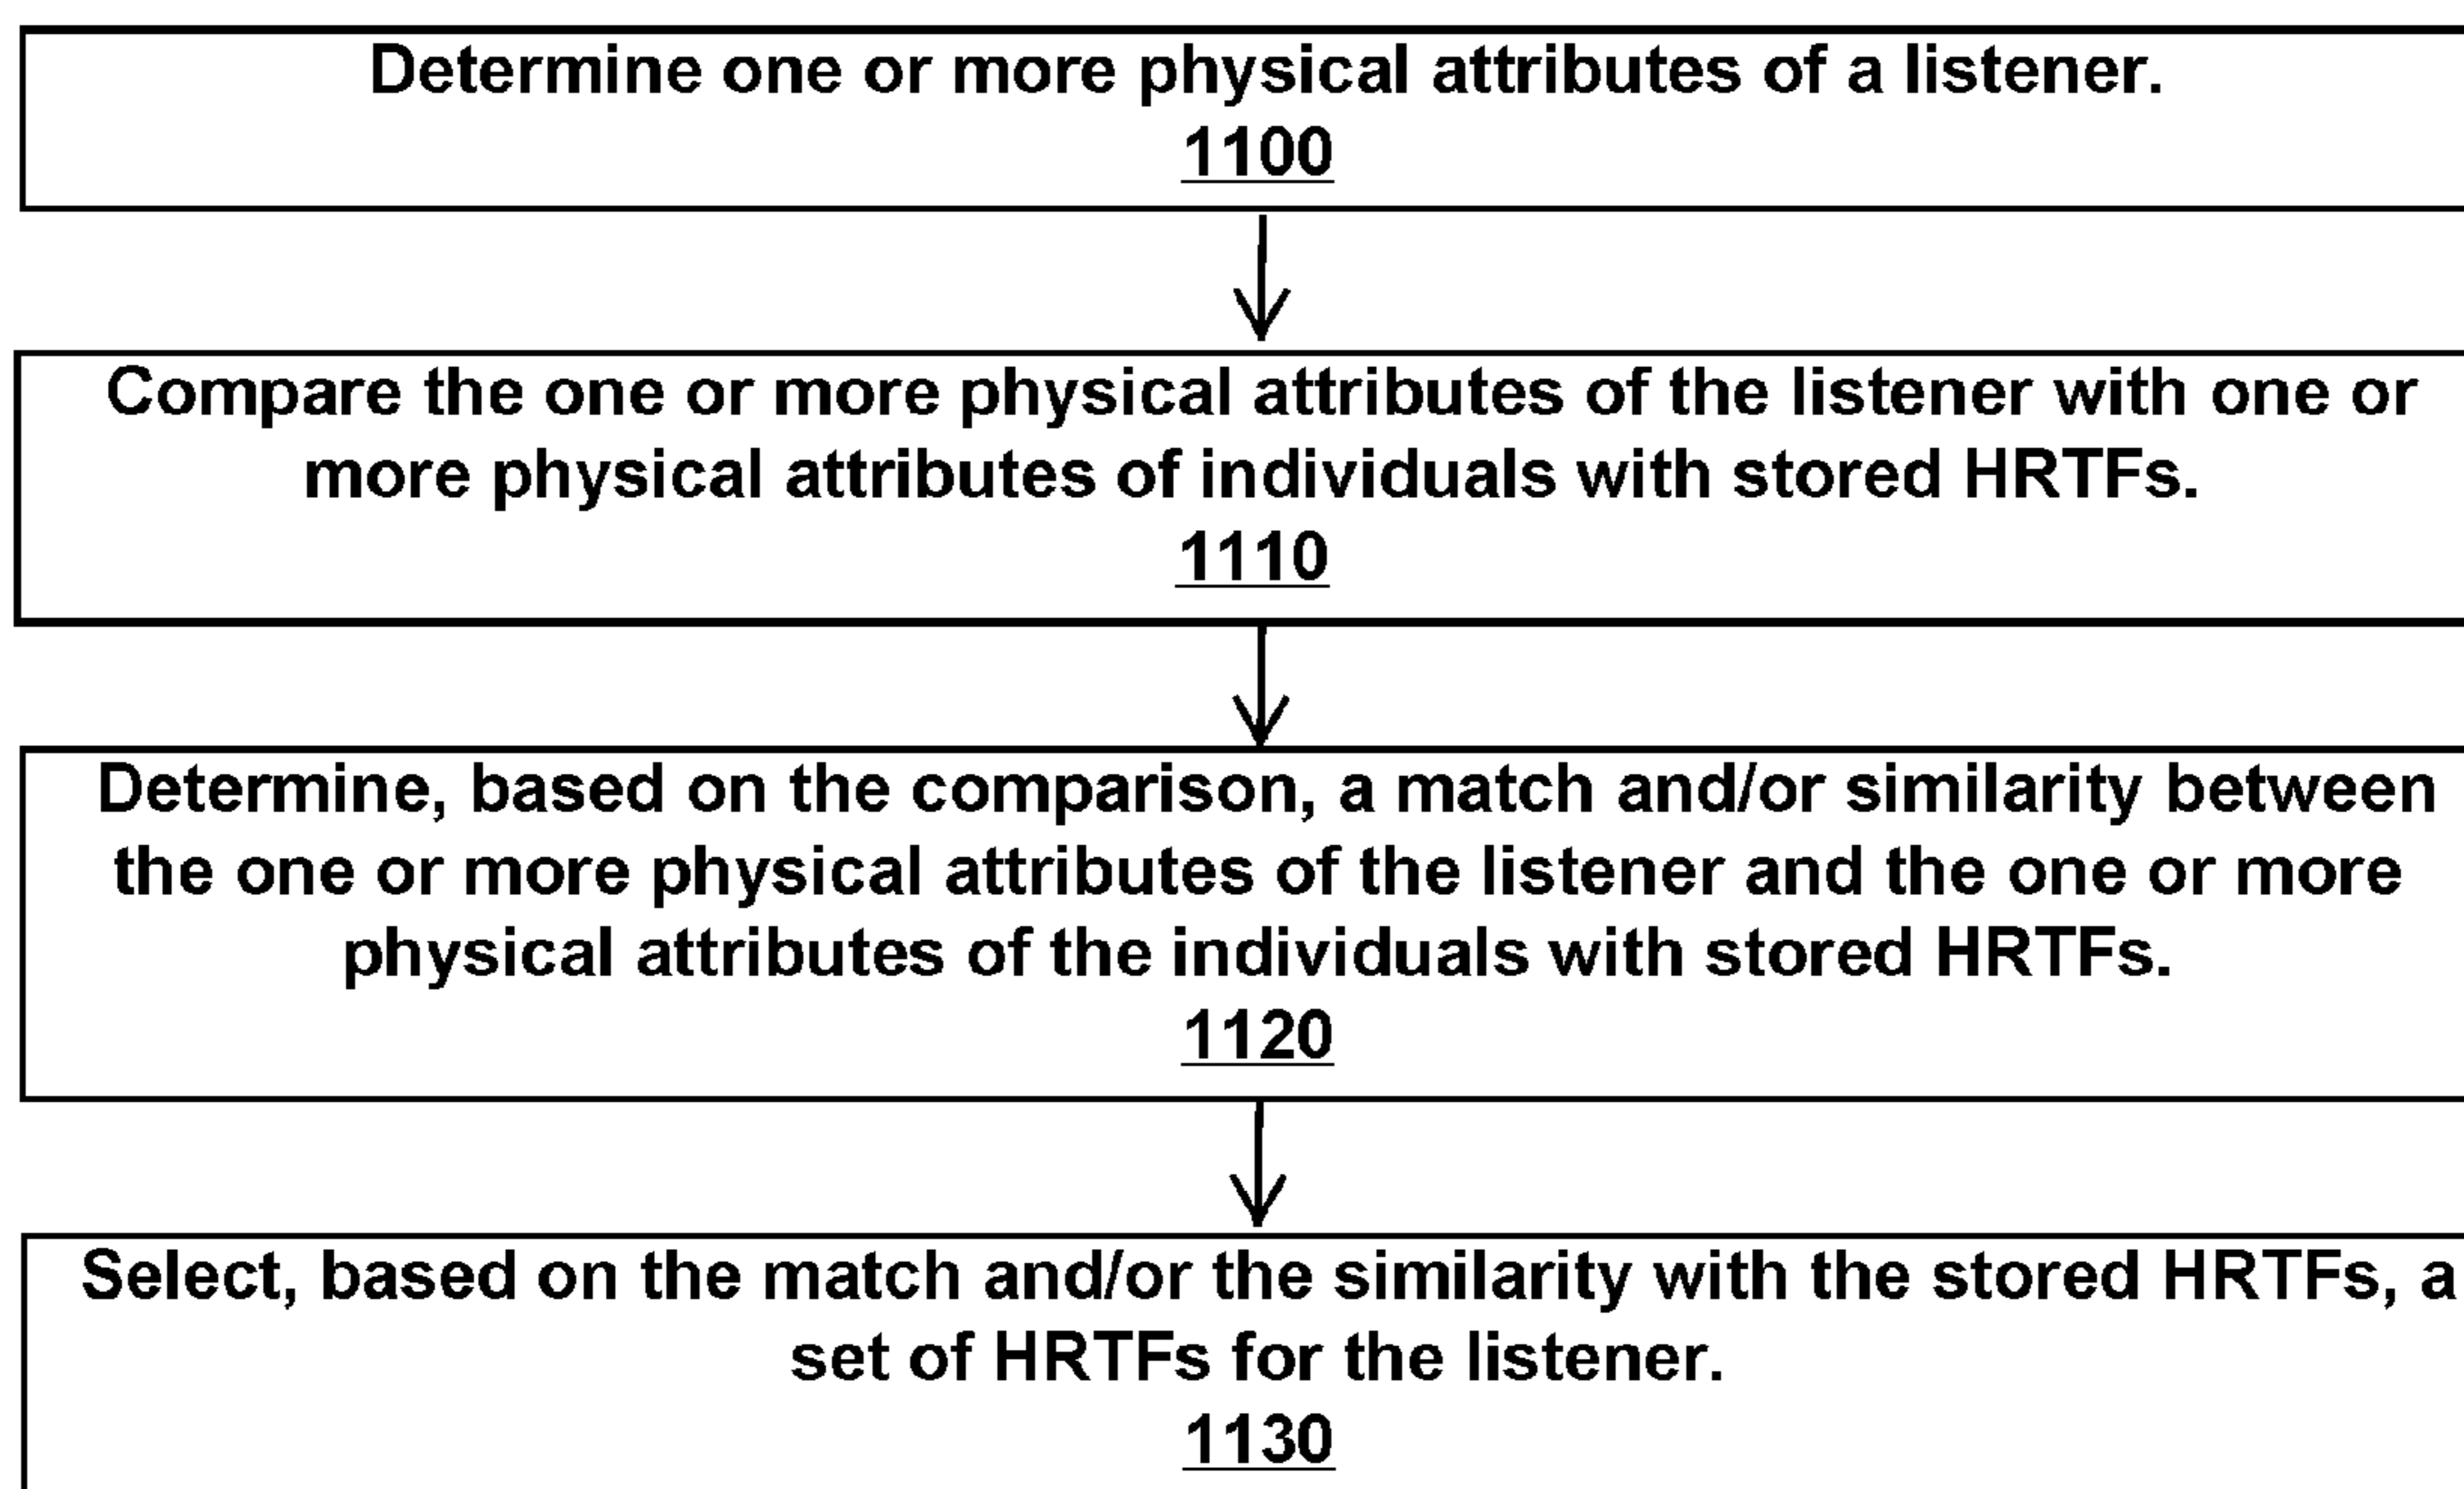 Determine one or more physical attributes of a listener.
1100
Compare the one or more physical attributes of the listener with one or
more physical attributes of individuals with stored HRTFs.
1110
Determine, based on the comparison, a match and/or similarity between
the one or more physical attributes of the listener and the one or more
physical attributes of the individuals with stored HRTFs.
1120
Select, based on the match and/or the similarity with the stored HRTFs, a
set of HRTFs for the listener.
1130